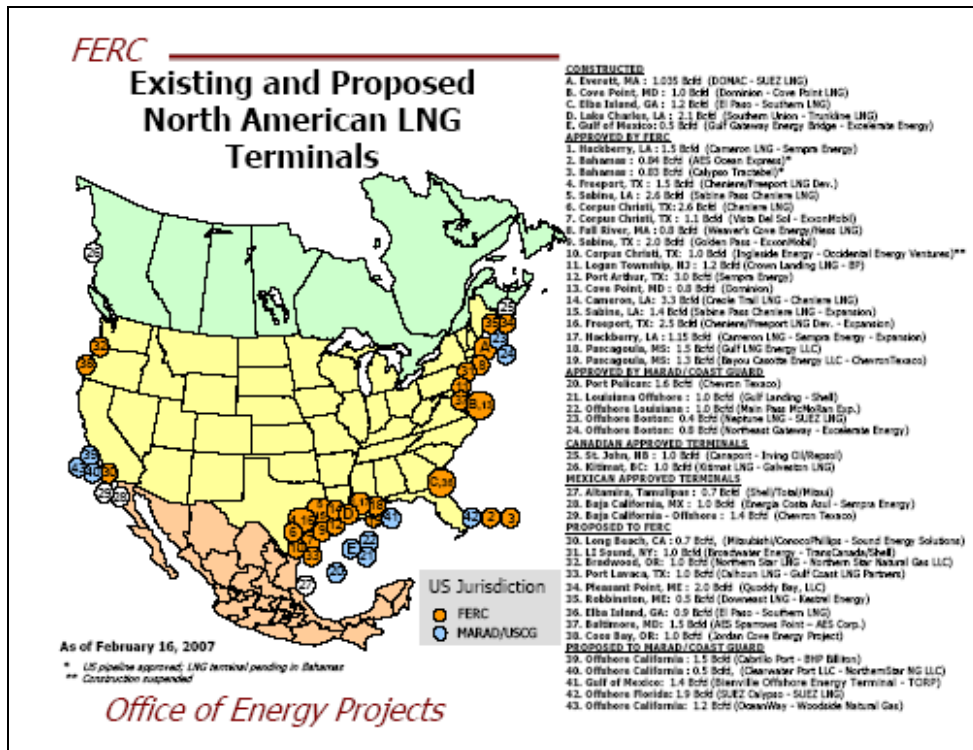 FERC
Existing and Proposed
North American LNG
Terminals
CONSTRUCTED
A. Everett, MA : 1.035 Bcfd (DOMAC - SUEZ LNG)
B. Cove Point, MD : 1.0 Bcfd (Dominion - Cove Point LNG)
C. Elba Island, GA : 1.2 Bcfd (El Paso - Southern LNG)
D. Lake Charles, LA : 2.1 Bcfd (Southern Union - Trunkline LNG)
E. Gulf of Mexico: 0.5 Bcfd (Gulf Gateway Energy Bridge - Excelerate Energy)
APPROVED BY FERC
1. Hackberry, LA : 1.5 Bcfd (Cameron LNG - Sempra Energy)
2. Bahamas : 0.84 Bcfd (AES Ocean Express)*
3. Bahamas : 0.83 Bcfd (Calypso Tractebel)*
4. Freeport, TX : 1.5 Bcfd (Cheniere/Freeport LNG Dev.)
5. Sabine, LA : 2.6 Bcfd (Sabine Pass Cheniere LNG)
6. Corpus Christi, TX: 2.6 Bcfd (Cheniere LNG)
7. Corpus Christi, TX : 1.1 Bcfd (Vista Del Sol - ExxonMobil)
8. Fall River, MA : 0.8 Bcfd (Weaver's Cove Energy/Hess LNG)
9. Sabine, TX : 2.0 Bcfd (Golden Pass - ExxonMobil)
10. Corpus Christi, TX: 1.0 Bcfd (Ingleside Energy - Occidental Energy Ventures)**
11. Logan Township, NJ : 1.2 Bcfd (Crown Landing LNG - BP)
12. Port Arthur, TX: 3.0 Bcfd (Sempra Energy)
13. Cove Point, MD : 0.8 Bcfd (Dominion)
14. Cameron, LA: 3.3 Bcfd (Creole Trail LNG - Cheniere LNG)
15. Sabine, LA: 1.4 Bcfd (Sabine Pass Cheniere LNG - Expansion)
16. Freeport, TX: 2.5 Bcfd (Cheniere/Freeport LNG Dev. - Expansion)
17. Hackberry, LA : 1.15 Bcfd (Cameron LNG - Sempra Energy - Expansion)
18. Pascagoula, MS: 1.5 Bcfd (Gulf LNG Energy LLC)
19. Pascagoula, MS: 1.3 Bcfd (Bayou Casotte Energy LLC - ChevronTexaco)
APPROVED BY MARAD/COAST GUARD
20. Port Pelican: 1.6 Bcfd (Chevron Texaco)
21. Louisiana Offshore : 1.0 Bcfd (Gulf Landing - Shell)
22. Offshore Louisiana : 1.0 Bcfd (Main Pass McMoRan Exp.)
23. Offshore Boston: 0.4 Bcfd (Neptune LNG - SUEZ LNG)
24. Offshore Boston: 0.8 Bcfd (Northeast Gateway - Excelerate Energy)
CANADIAN APPROVED TERMINALS
25. St. John, NB : 1.0 Bcfd (Canaport - Irving Oil/Repsol)
26. Kitimat, BC: 1.0 Bcfd (Kitimat LNG - Galveston LNG)
MEXICAN APPROVED TERMINALS
27. Altamira, Tamulipas : 0.7 Bcfd (Shell/Total/Mitsui)
28. Baja California, MX : 1.0 Bcfd (Energia Costa Azul - Sempra Energy)
29. Baja California - Offshore : 1.4 Bcfd (Chevron Texaco)
PROPOSED TO FERC
30. Long Beach, CA : 0.7 Bcfd, (Mitsubishi/ConocoPhillips - Sound Energy Solutions)
31. LI Sound, NY: 1.0 Bcfd (Broadwater Energy - TransCanada/Shell)
32. Bradwood, OR: 1.0 Bcfd (Northern Star LNG - Northern Star Natural Gas LLC)
33. Port Lavaca, TX: 1.0 Bcfd (Calhoun LNG - Gulf Coast LNG Partners)
34. Pleasant Point, ME : 2.0 Bcfd (Quoddy Bay, LLC)
35. Robbinston, ME: 0.5 Bcfd (Downeast LNG - Kestrel Energy)
36. Elba Island, GA: 0.9 Bcfd (El Paso - Southern LNG)
37. Baltimore, MD: 1.5 Bcfd (AES Sparrows Point – AES Corp.)
38. Coos Bay, OR: 1.0 Bcfd (Jordan Cove Energy Project)
PROPOSED TO MARAD/COAST GUARD
39. Offshore California : 1.5 Bcfd (Cabrillo Port - BHP Billiton)
40. Offshore California : 0.5 Bcfd, (Clearwater Port LLC - NorthernStar NG LLC)
41. Gulf of Mexico: 1.4 Bcfd (Bienville Offshore Energy Terminal - TORP)
42. Offshore Florida: 1.9 Bcfd (SUEZ Calypso - SUEZ LNG)
43. Offshore California: 1.2 Bcfd (OceanWay - Woodside Natural Gas)
US Jurisdiction
FERC
MARAD/USCG
As of February 16, 2007
* US pipeline approved; LNG terminal pending in Bahamas
** Construction suspended
Office of Energy Projects